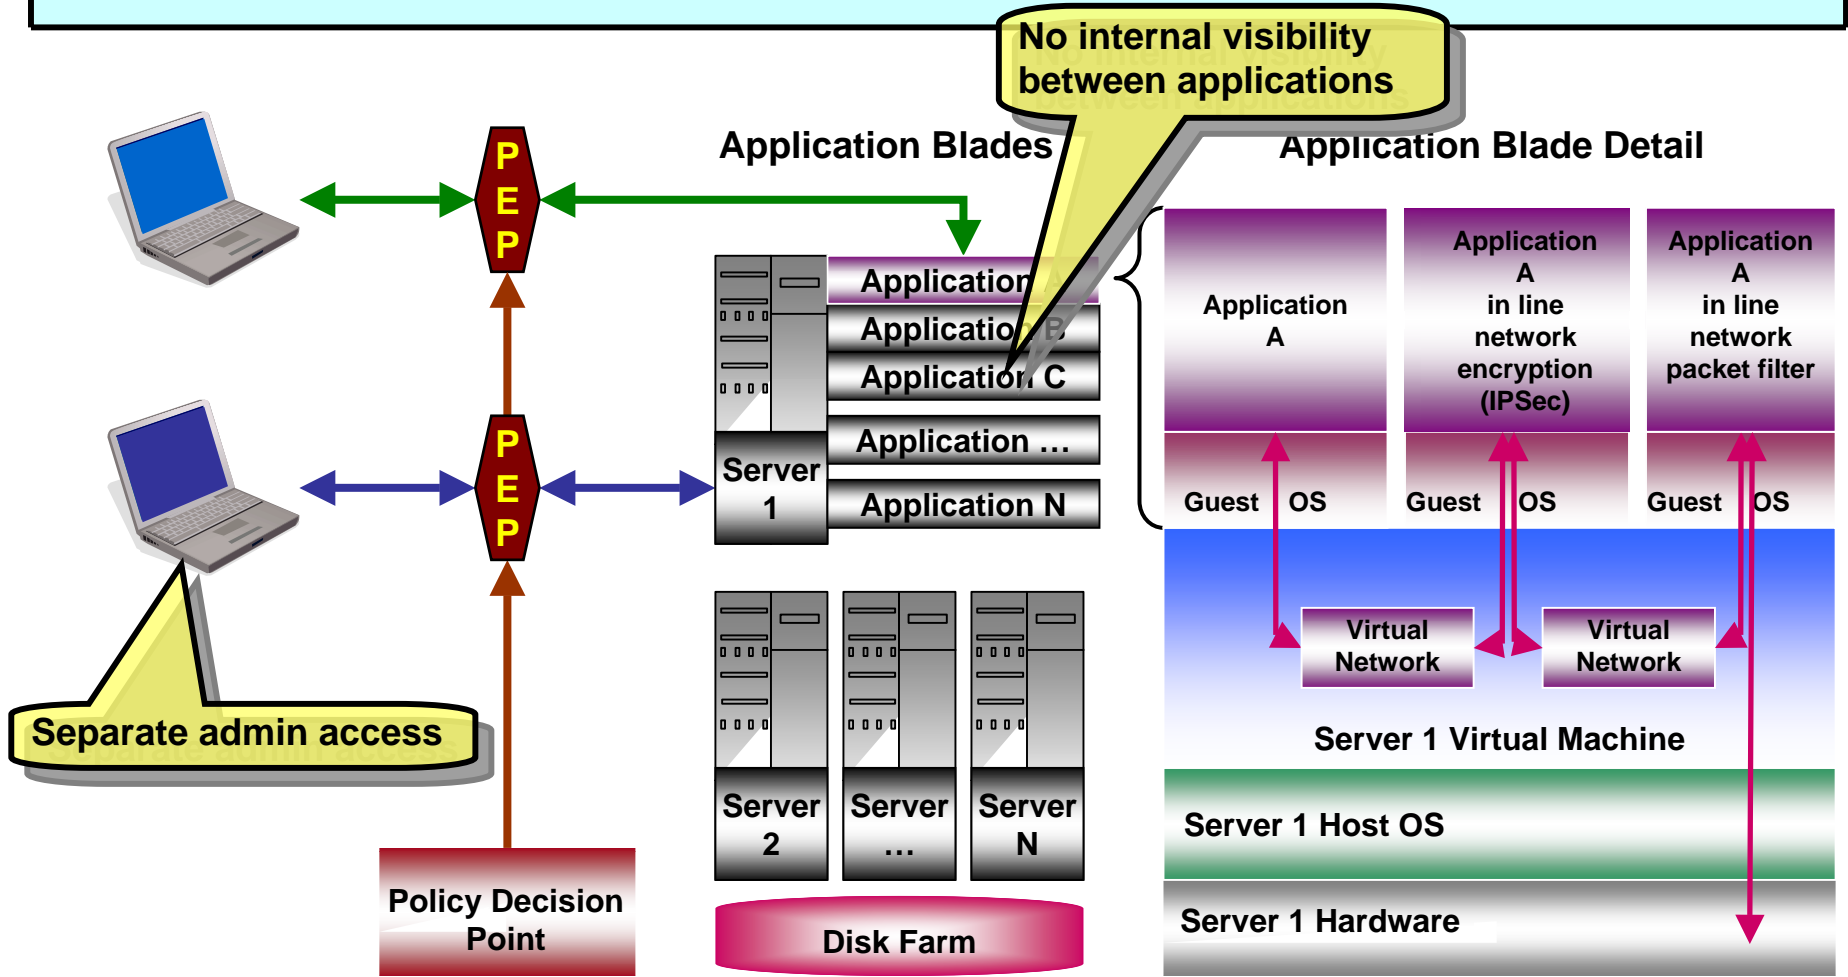 No internal visibility
between applications
Application Blades
Application Blade Detail
P
E
P
Application A
Application B
Application C
Application …
Application N
Server
1
P
E
P
Separate admin access
Policy Decision
Point
Server
2
Server
…
Server
N
Disk Farm
Application
A
Application
A
in line
network
encryption
(IPSec)
Application
A
in line
network
packet filter
Guest OS
Guest OS
Guest OS
Virtual
Network
Virtual
Network
Server 1 Virtual Machine
Server 1 Host OS
Server 1 Hardware